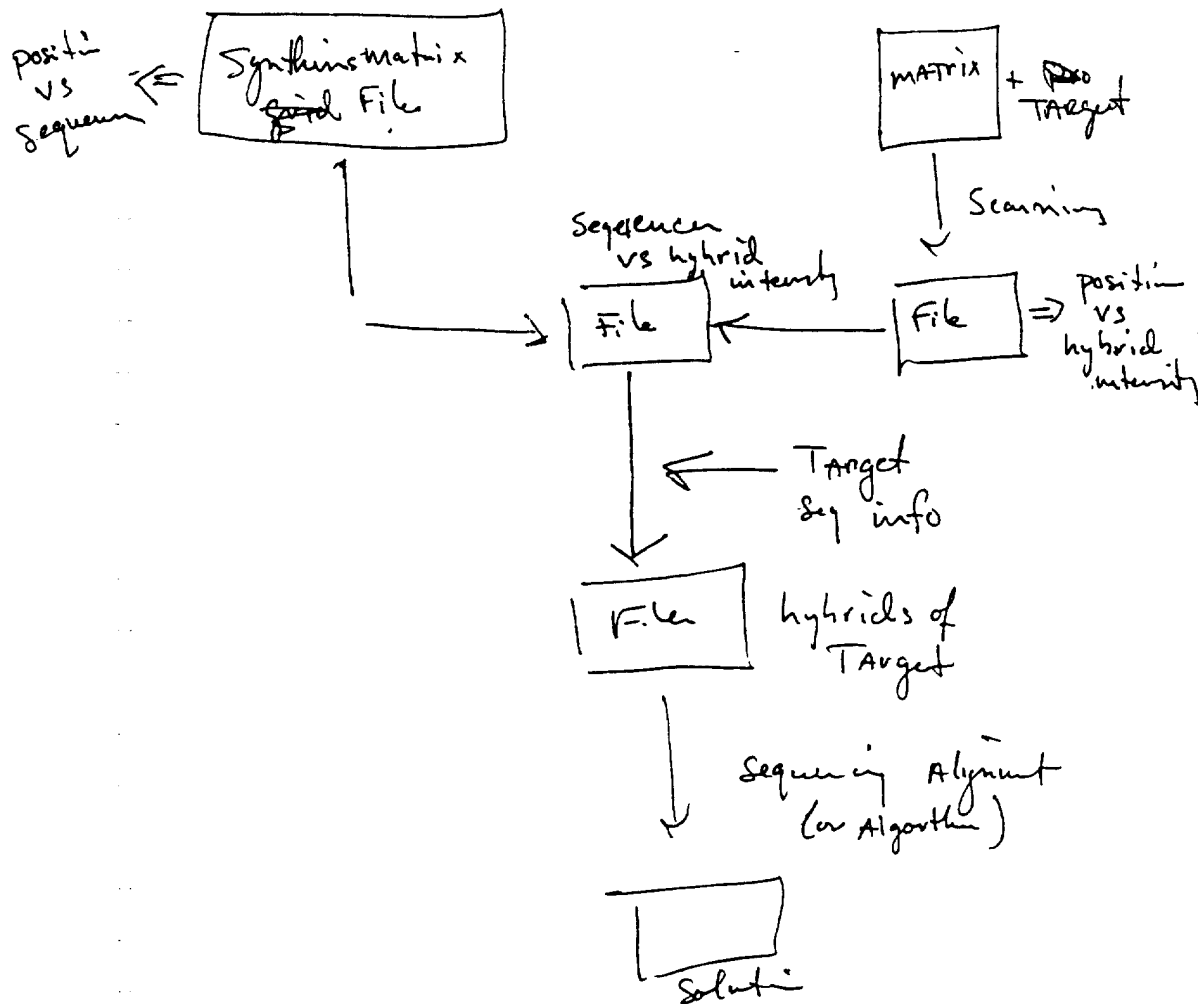 position
vs
sequence
Synthesis matrix
File
MATRIX
+
TARGET
Scanning
Sequences
vs hybrid
intensity
File
File
position
vs
hybrid
intensity
TArget
Seq info
File
hybrids of
TArget
Sequencing Alignment
(or Algorithm)
Solution